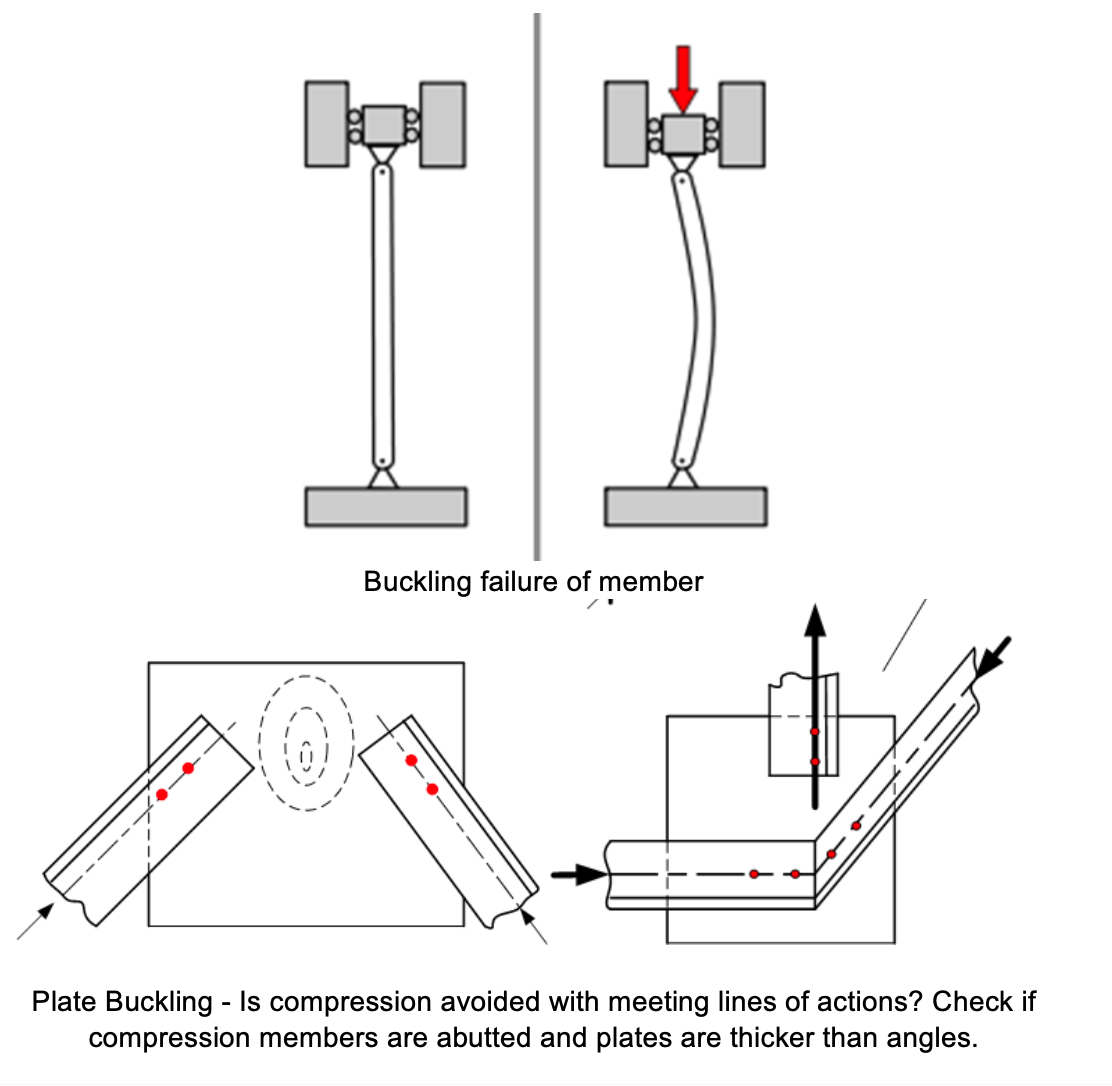 Buckling failure of member
Plate Buckling - Is compression avoided with meeting lines of actions? Check if
compression members are abutted and plates are thicker than angles.